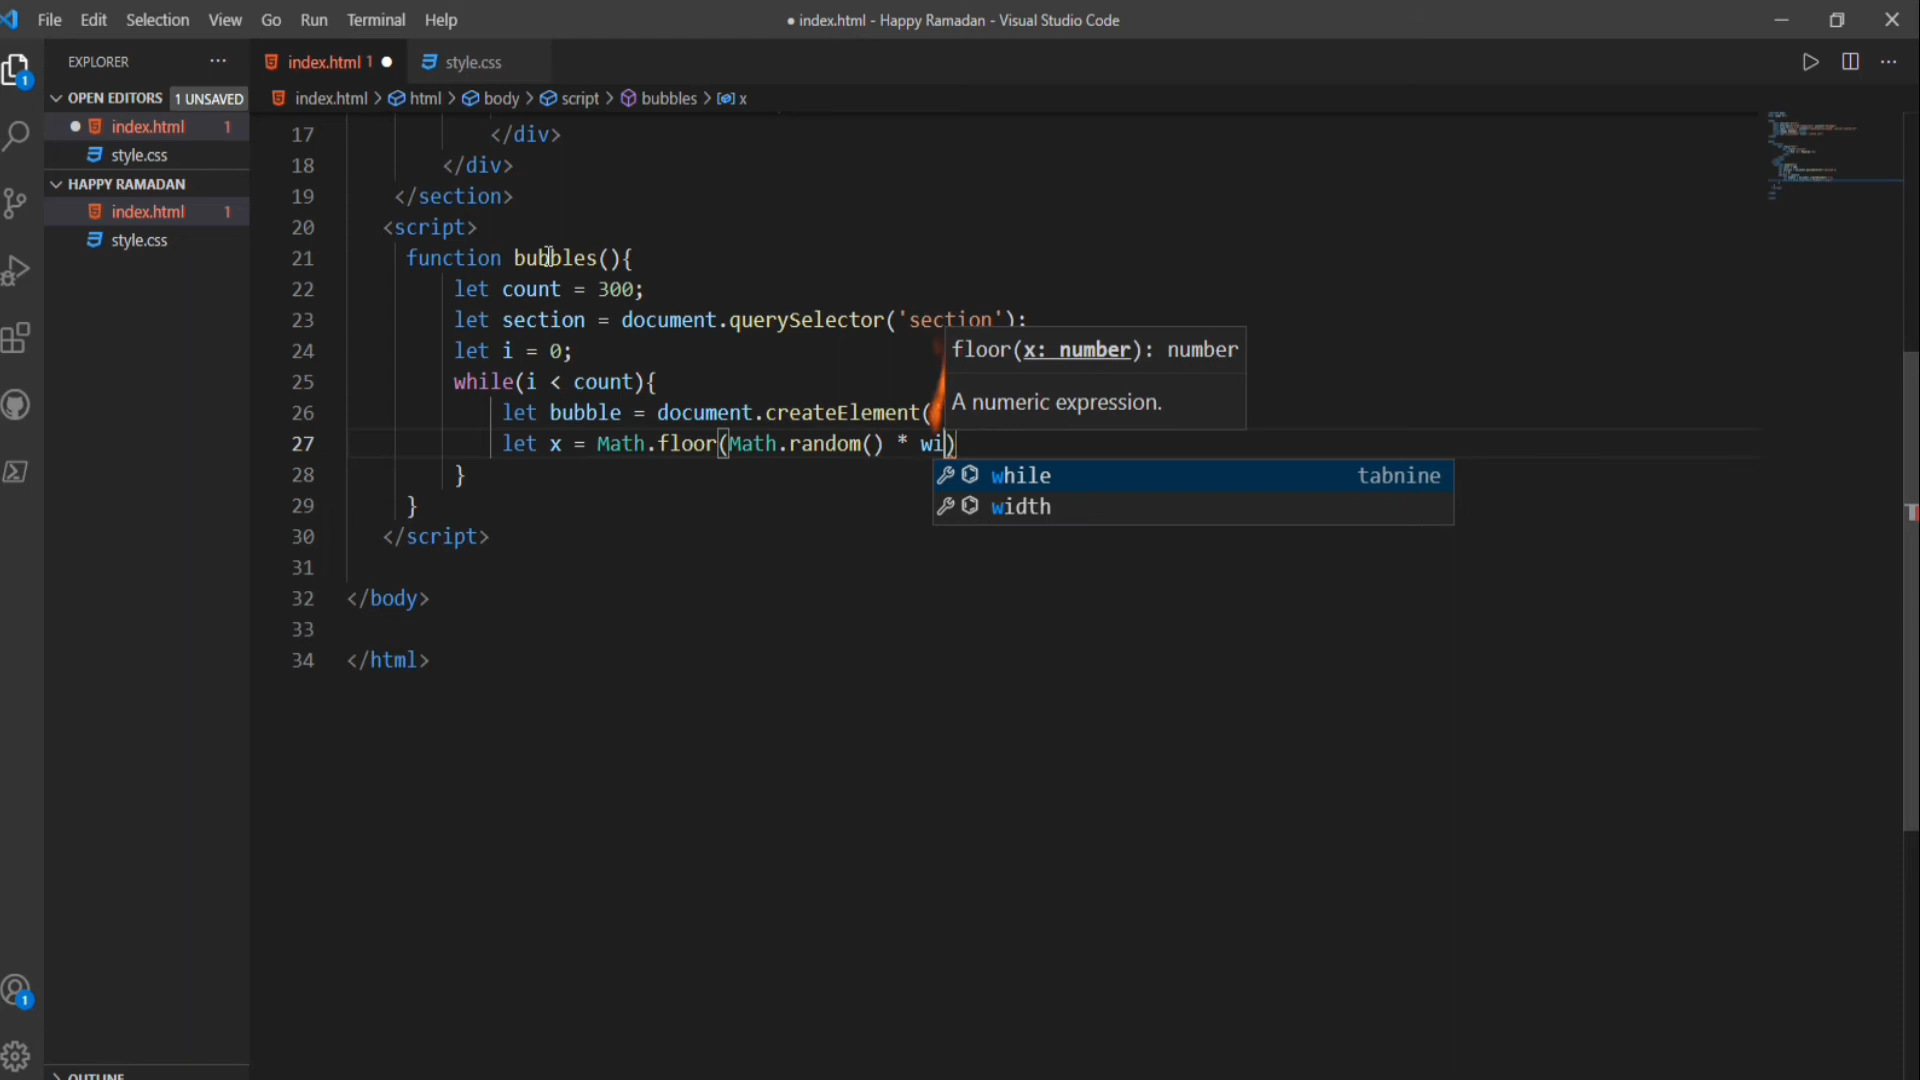 File Edit Selection View Go Run Terminal Help
● index.html - Happy Ramadan - Visual Studio Code
EXPLORER
index.html 1
style.css
OPEN EDITORS 1 UNSAVED
index.html > html > body > script > bubbles > x
index.html 1
style.css
HAPPY RAMADAN
index.html 1
style.css
17 </div>
18 </div>
19 </section>
20 <script>
21 function bubbles(){
22 let count = 300;
23 let section = document.querySelector('section');
24 let i = 0;
25 while(i < count){
26 let bubble = document.createElement(
27 let x = Math.floor(Math.random() * wi)
28 }
29 }
30 </script>
31
32 </body>
33
34 </html>
floor(x: number): number
A numeric expression.
while tabnine
width
1
1
OUTLINE